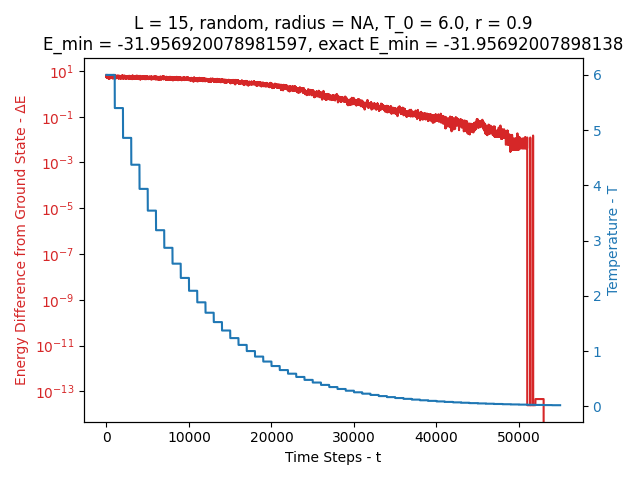 L = 15, random, radius = NA, T_0 = 6.0, r = 0.9
E_min = -31.956920078981597, exact E_min = -31.95692007898138
Energy Difference from Ground State - ΔE
10^1
10^-1
10^-3
10^-5
10^-7
10^-9
10^-11
10^-13
6
5
4
3
2
1
0
Temperature - T
0 10000 20000 30000 40000 50000
Time Steps - t